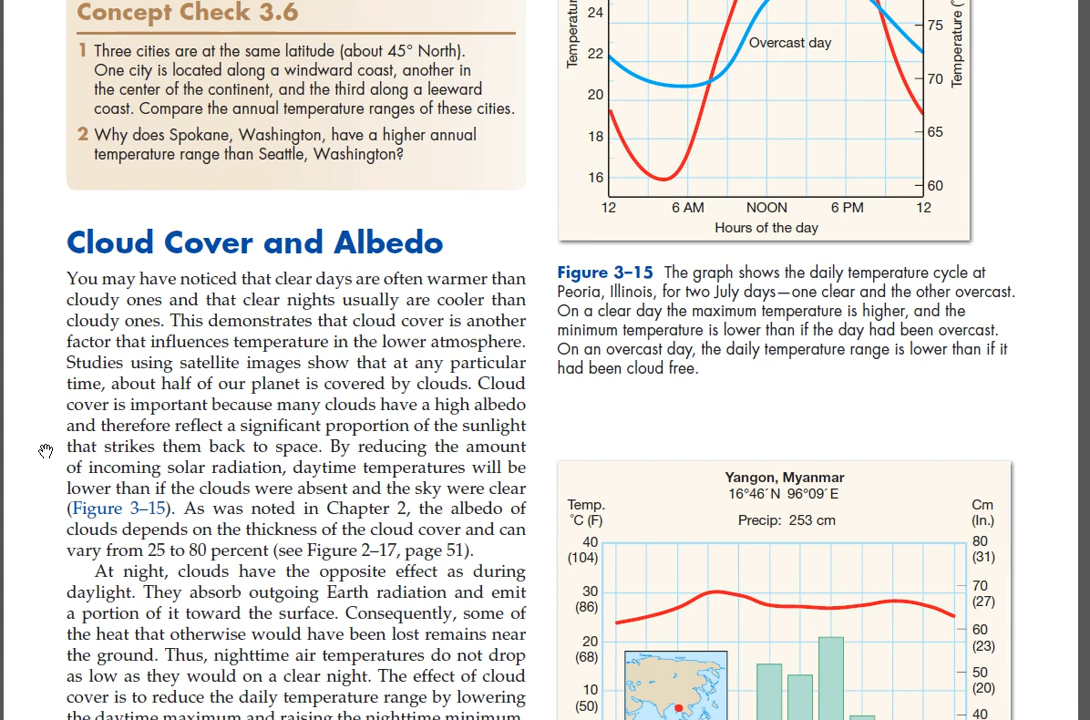 Concept Check 3.6
1 Three cities are at the same latitude (about 45° North).
One city is located along a windward coast, another in
the center of the continent, and the third along a leeward
coast. Compare the annual temperature ranges of these cities.
2 Why does Spokane, Washington, have a higher annual
temperature range than Seattle, Washington?
Cloud Cover and Albedo
You may have noticed that clear days are often warmer than
cloudy ones and that clear nights usually are cooler than
cloudy ones. This demonstrates that cloud cover is another
factor that influences temperature in the lower atmosphere.
Studies using satellite images show that at any particular
time, about half of our planet is covered by clouds. Cloud
cover is important because many clouds have a high albedo
and therefore reflect a significant proportion of the sunlight
that strikes them back to space. By reducing the amount
of incoming solar radiation, daytime temperatures will be
lower than if the clouds were absent and the sky were clear
(Figure 3–15). As was noted in Chapter 2, the albedo of
clouds depends on the thickness of the cloud cover and can
vary from 25 to 80 percent (see Figure 2–17, page 51).
At night, clouds have the opposite effect as during
daylight. They absorb outgoing Earth radiation and emit
a portion of it toward the surface. Consequently, some of
the heat that otherwise would have been lost remains near
the ground. Thus, nighttime air temperatures do not drop
as low as they would on a clear night. The effect of cloud
cover is to reduce the daily temperature range by lowering
the daytime maximum and raising the nighttime minimum.
24
22
20
18
16
Overcast day
75
70
65
60
Temperature (
12 6 AM NOON 6 PM 12
Hours of the day
Figure 3–15 The graph shows the daily temperature cycle at
Peoria, Illinois, for two July days—one clear and the other overcast.
On a clear day the maximum temperature is higher, and the
minimum temperature is lower than if the day had been overcast.
On an overcast day, the daily temperature range is lower than if it
had been cloud free.
Yangon, Myanmar
16°46′N 96°09′E
Precip: 253 cm
Temp.
°C (F)
40
(104)
30
(86)
20
(68)
10
(50)
Cm
(In.)
80
(31)
70
(27)
60
(23)
50
(20)
40